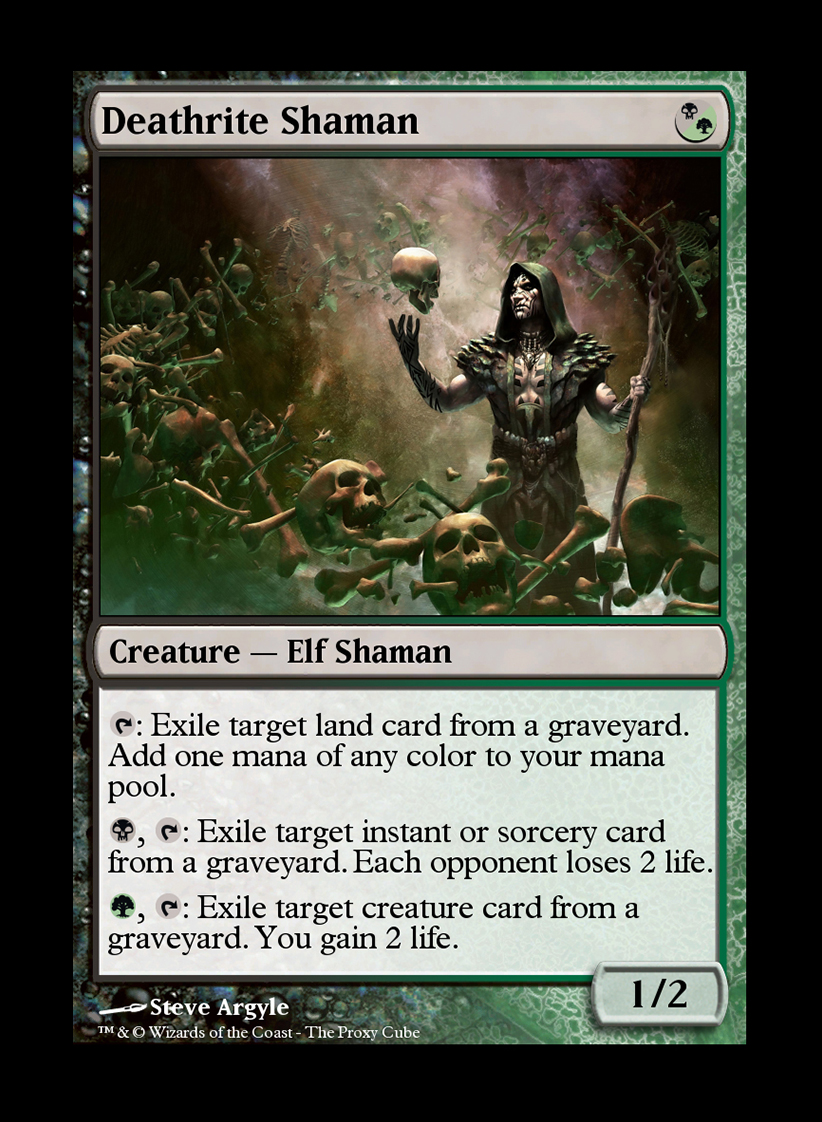 Deathrite Shaman
Creature — Elf Shaman
: Exile target land card from a graveyard.
Add one mana of any color to your mana
pool.
, : Exile target instant or sorcery card
from a graveyard. Each opponent loses 2 life.
, : Exile target creature card from a
graveyard. You gain 2 life.
1/2
Steve Argyle
™ & © Wizards of the Coast - The Proxy Cube